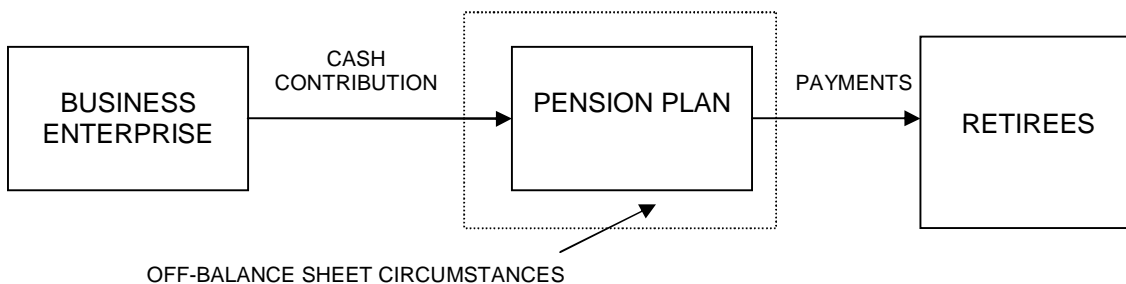 BUSINESS
ENTERPRISE
CASH
CONTRIBUTION
PENSION PLAN
PAYMENTS
RETIREES
OFF-BALANCE SHEET CIRCUMSTANCES